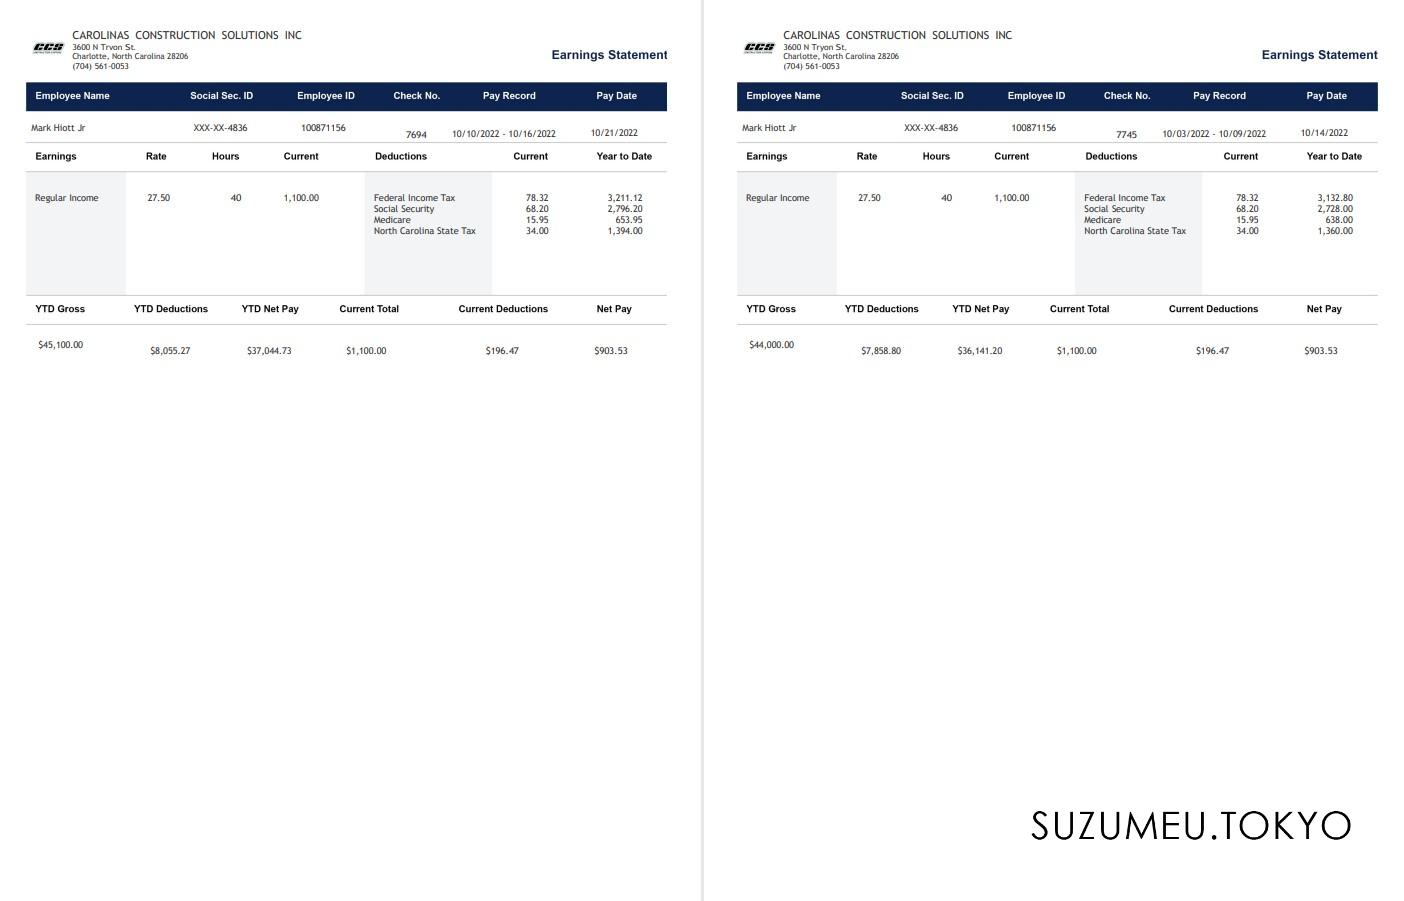 CAROLINAS CONSTRUCTION SOLUTIONS INC
CCS
3600 N Tryon St.
Charlotte, North Carolina 28206
(704) 561-0053
Earnings Statement
Employee Name Social Sec. ID Employee ID Check No. Pay Record Pay Date
Mark Hiott Jr XXX-XX-4836 100871156 7694 10/10/2022 - 10/16/2022 10/21/2022
Earnings Rate Hours Current Deductions Current Year to Date
Regular Income 27.50 40 1,100.00 Federal Income Tax 78.32 3,211.12
Social Security 68.20 2,796.20
Medicare 15.95 653.95
North Carolina State Tax 34.00 1,394.00
YTD Gross YTD Deductions YTD Net Pay Current Total Current Deductions Net Pay
$45,100.00 $8,055.27 $37,044.73 $1,100.00 $196.47 $903.53
CAROLINAS CONSTRUCTION SOLUTIONS INC
CCS
3600 N Tryon St.
Charlotte, North Carolina 28206
(704) 561-0053
Earnings Statement
Employee Name Social Sec. ID Employee ID Check No. Pay Record Pay Date
Mark Hiott Jr XXX-XX-4836 100871156 7745 10/03/2022 - 10/09/2022 10/14/2022
Earnings Rate Hours Current Deductions Current Year to Date
Regular Income 27.50 40 1,100.00 Federal Income Tax 78.32 3,132.80
Social Security 68.20 2,728.00
Medicare 15.95 638.00
North Carolina State Tax 34.00 1,360.00
YTD Gross YTD Deductions YTD Net Pay Current Total Current Deductions Net Pay
$44,000.00 $7,858.80 $36,141.20 $1,100.00 $196.47 $903.53
SUZUMEU.TOKYO